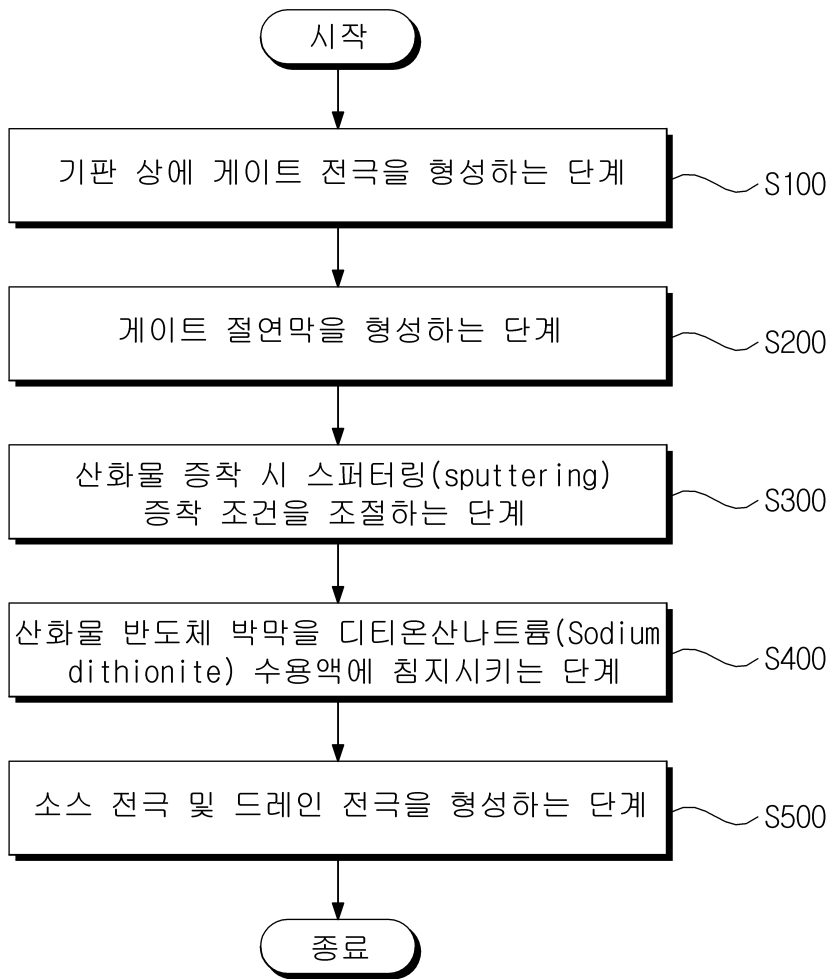 시작
기판 상에 게이트 전극을 형성하는 단계
S100
게이트 절연막을 형성하는 단계
S200
산화물 증착 시 스퍼터링(sputtering)
증착 조건을 조절하는 단계
S300
산화물 반도체 박막을 디티온산나트륨(Sodium
dithionite) 수용액에 침지시키는 단계
S400
소스 전극 및 드레인 전극을 형성하는 단계
S500
종료